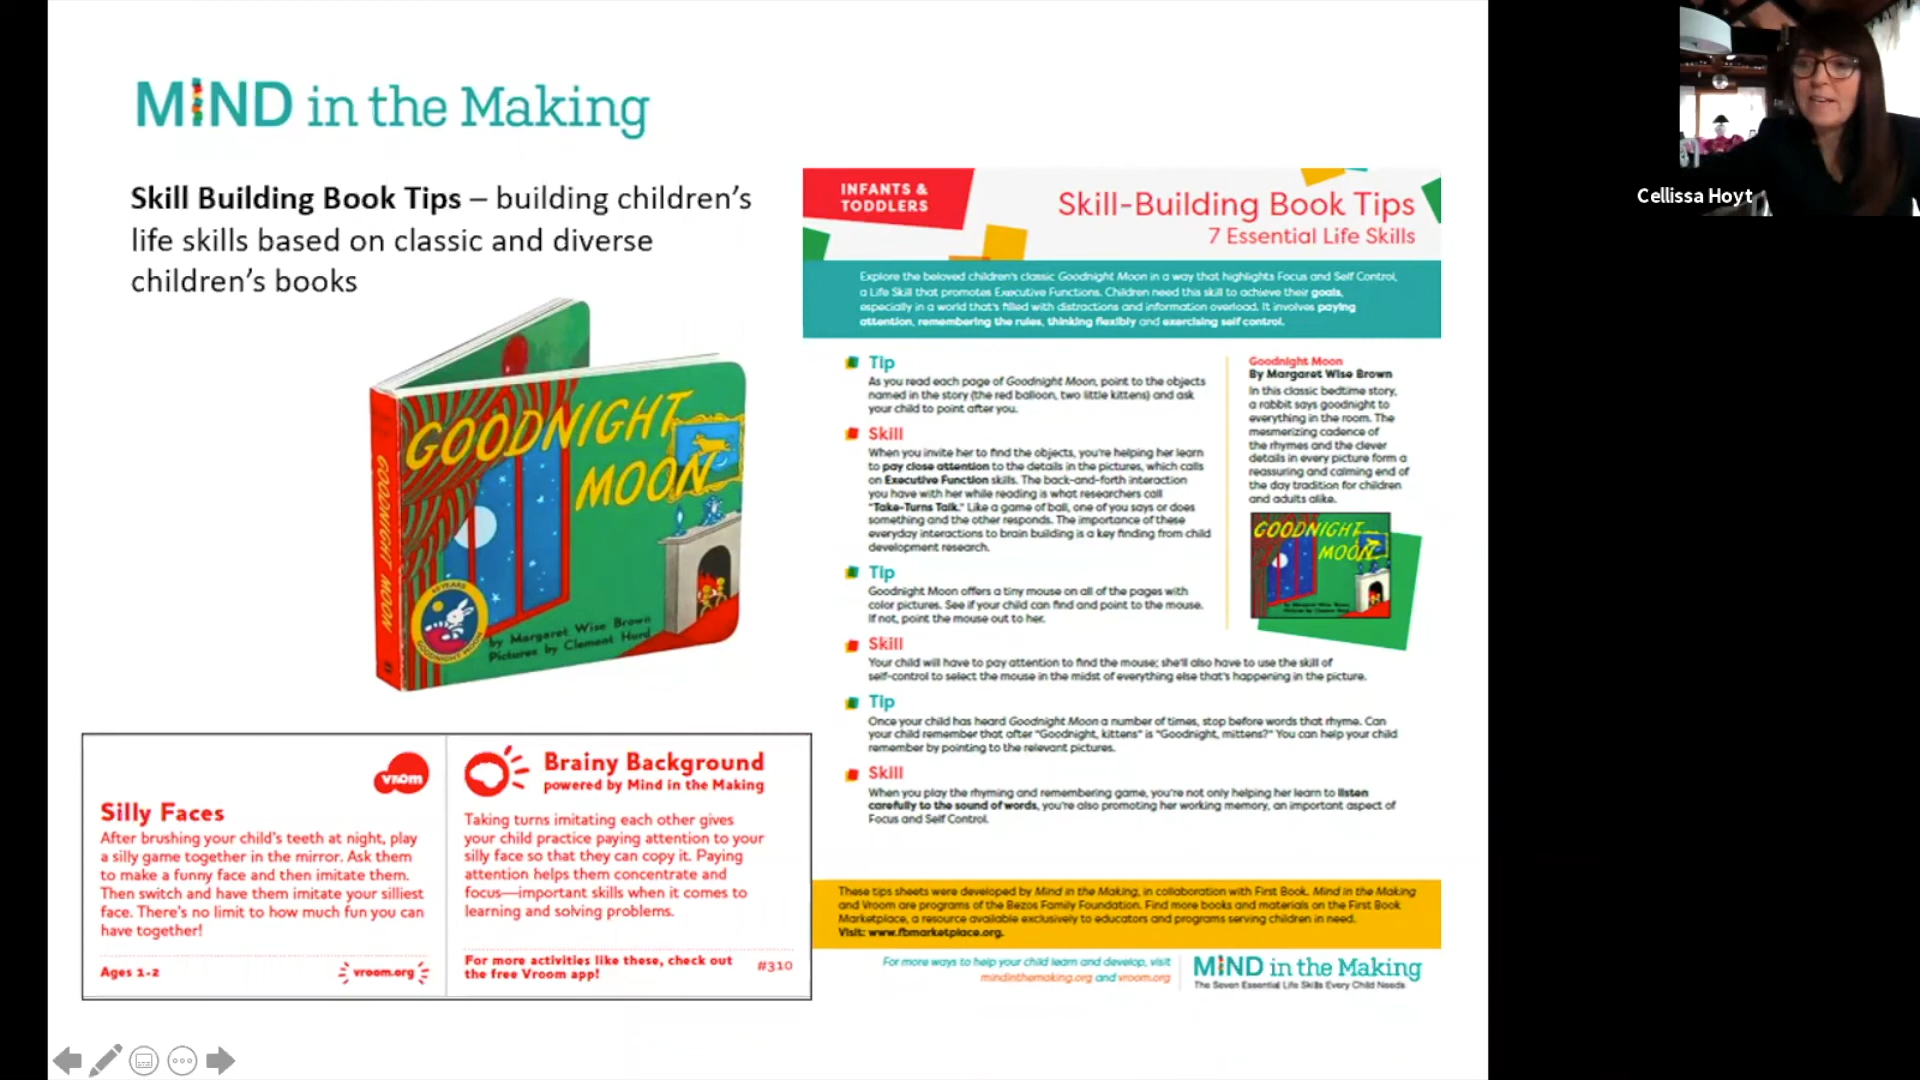 MIND in the Making
Skill Building Book Tips – building children's
life skills based on classic and diverse
children's books
GOODNIGHT
MOON
GOODNIGHT MOON
by Margaret Wise Brown
Pictures by Clement Hurd
vrom
Silly Faces
After brushing your child's teeth at night, play
a silly game together in the mirror. Ask them
to make a funny face and then imitate them.
Then switch and have them imitate your silliest
face. There's no limit to how much fun you can
have together!
Ages 1-2
vroom.org
Brainy Background
powered by Mind in the Making
Taking turns imitating each other gives
your child practice paying attention to your
silly face so that they can copy it. Paying
attention helps them concentrate and
focus—important skills when it comes to
learning and solving problems.
For more activities like these, check out
the free Vroom app!
#310
INFANTS &
TODDLERS
Skill-Building Book Tips
7 Essential Life Skills
Explore the beloved children's classic Goodnight Moon in a way that highlights Focus and Self Control,
a Life Skill that promotes Executive Functions. Children need this skill to achieve their goals,
especially in a world that's filled with distractions and information overload. It involves paying
attention, remembering the rules, thinking flexibly and exercising self control.
Tip
As you read each page of Goodnight Moon, point to the objects
named in the story (the red balloon, two little kittens) and ask
your child to point after you.
Skill
When you invite her to find the objects, you're helping her learn
to pay close attention to the details in the pictures, which calls
on Executive Function skills. The back-and-forth interaction
you have with her while reading is what researchers call
"Take-Turns Talk." Like a game of ball, one of you says or does
something and the other responds. The importance of these
everyday interactions to brain building is a key finding from child
development research.
Tip
Goodnight Moon offers a tiny mouse on all of the pages with
color pictures. See if your child can find and point to the mouse.
If not, point the mouse out to her.
Skill
Your child will have to pay attention to find the mouse; she'll also have to use the skill of
self-control to select the mouse in the midst of everything else that's happening in the picture.
Tip
Once your child has heard Goodnight Moon a number of times, stop before words that rhyme. Can
your child remember that after "Goodnight, kittens" is "Goodnight, mittens?" You can help your child
remember by pointing to the relevant pictures.
Skill
When you play the rhyming and remembering game, you're not only helping her learn to listen
carefully to the sound of words, you're also promoting her working memory, an important aspect of
Focus and Self Control.
Goodnight Moon
By Margaret Wise Brown
In this classic bedtime story,
a rabbit says goodnight to
everything in the room. The
mesmerizing cadence of
the rhymes and the clever
details in every picture form a
reassuring and calming end of
the day tradition for children
and adults alike.
GOODNIGHT
MOON
These tips sheets were developed by Mind in the Making, in collaboration with First Book. Mind in the Making
and Vroom are programs of the Bezos Family Foundation. Find more books and materials on the First Book
Marketplace, a resource available exclusively to educators and programs serving children in need.
Visit: www.fbmarketplace.org.
For more ways to help your child learn and develop, visit
mindinthemaking.org and vroom.org
MIND in the Making
The Seven Essential Life Skills Every Child Needs
Cellissa Hoyt